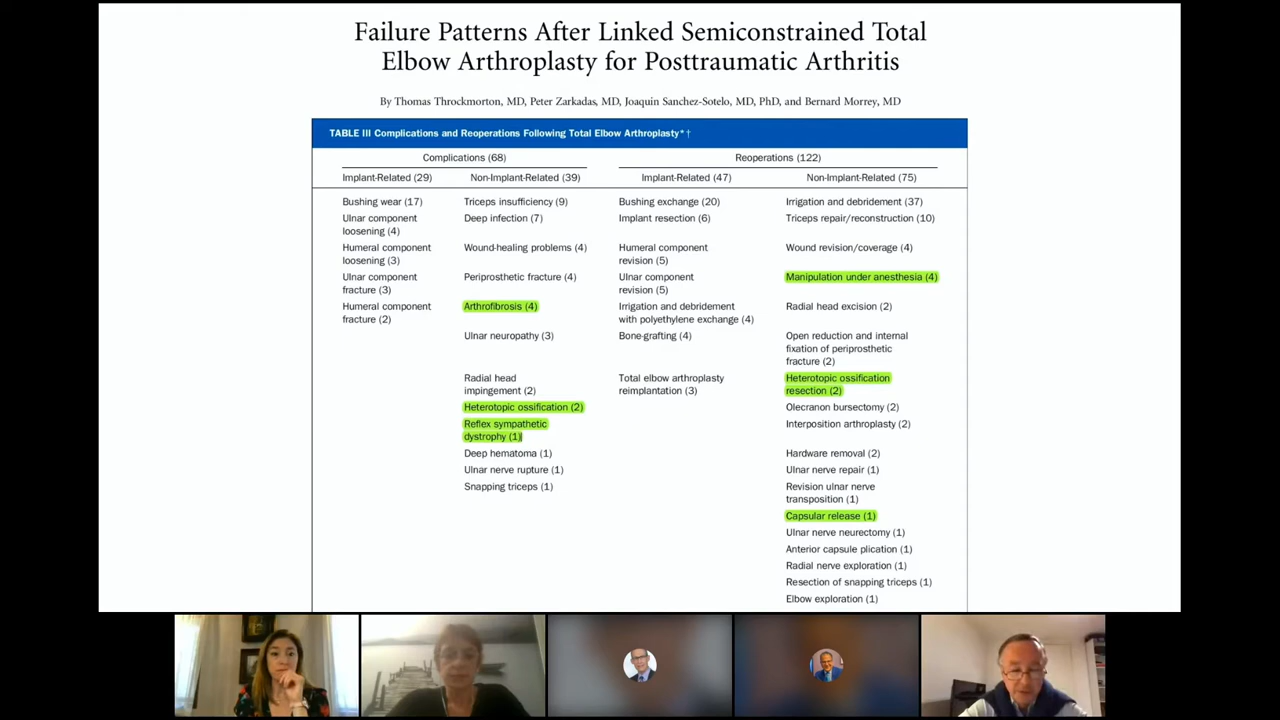 Failure Patterns After Linked Semiconstrained Total
Elbow Arthroplasty for Posttraumatic Arthritis
By Thomas Throckmorton, MD, Peter Zarkadas, MD, Joaquin Sanchez-Sotelo, MD, PhD, and Bernard Morrey, MD
TABLE III Complications and Reoperations Following Total Elbow Arthroplasty*†
Complications (68)
Reoperations (122)
Implant-Related (29)
Non-Implant-Related (39)
Implant-Related (47)
Non-Implant-Related (75)
Bushing wear (17)
Triceps insufficiency (9)
Bushing exchange (20)
Irrigation and debridement (37)
Ulnar component
loosening (4)
Deep infection (7)
Implant resection (6)
Triceps repair/reconstruction (10)
Humeral component
loosening (3)
Wound-healing problems (4)
Humeral component
revision (5)
Wound revision/coverage (4)
Ulnar component
fracture (3)
Periprosthetic fracture (4)
Ulnar component
revision (5)
Manipulation under anesthesia (4)
Humeral component
fracture (2)
Arthrofibrosis (4)
Irrigation and debridement
with polyethylene exchange (4)
Radial head excision (2)
Ulnar neuropathy (3)
Bone-grafting (4)
Open reduction and internal
fixation of periprosthetic
fracture (2)
Radial head
impingement (2)
Total elbow arthroplasty
reimplantation (3)
Heterotopic ossification
resection (2)
Heterotopic ossification (2)
Olecranon bursectomy (2)
Reflex sympathetic
dystrophy (1)
Interposition arthroplasty (2)
Deep hematoma (1)
Hardware removal (2)
Ulnar nerve rupture (1)
Ulnar nerve repair (1)
Snapping triceps (1)
Revision ulnar nerve
transposition (1)
Capsular release (1)
Ulnar nerve neurectomy (1)
Anterior capsule plication (1)
Radial nerve exploration (1)
Resection of snapping triceps (1)
Elbow exploration (1)